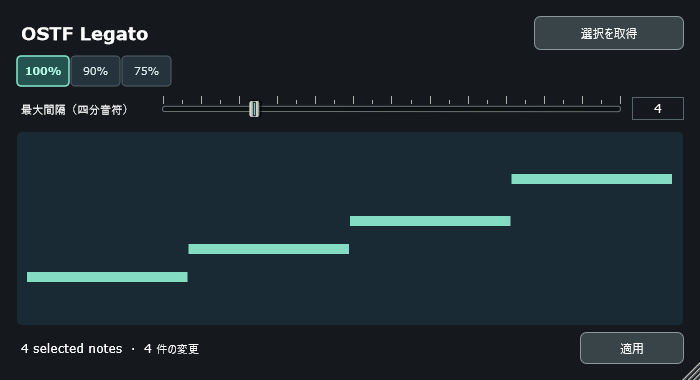 OSTF Legato
選択を取得
100% 90% 75%
最大間隔（四分音符） 4
4 selected notes · 4 件の変更
適用